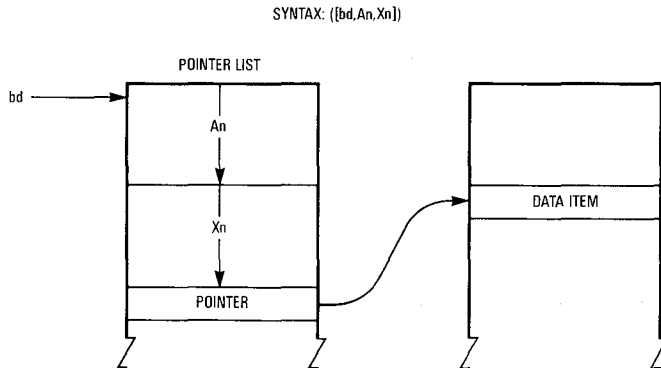 SYNTAX: ([bd,An,Xn])
POINTER LIST
bd
An
Xn
DATA ITEM
POINTER